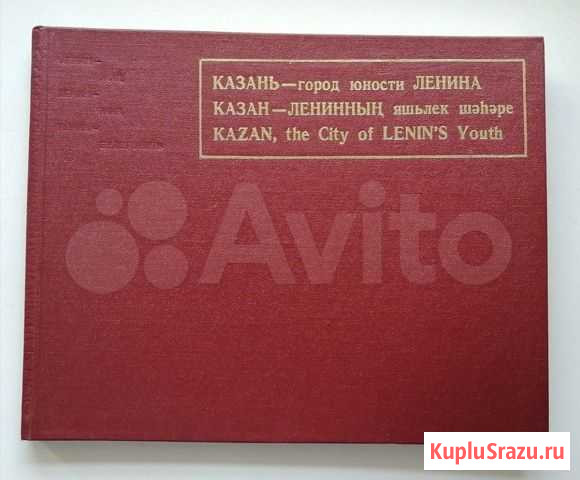 КАЗАНЬ—город юности ЛЕНИНА
КАЗАН—ЛЕНИННЫҢ яшьлек шәһәре
KAZAN, the City of LENIN'S Youth
Avito
KupluSrazu.ru